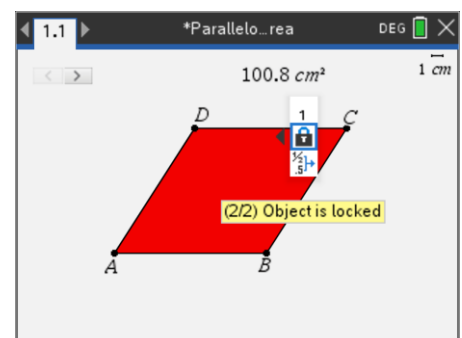 1.1 *Parallelo...rea DEG
100.8 cm² 1 cm
D C
1
½
.5
(2/2) Object is locked
A B